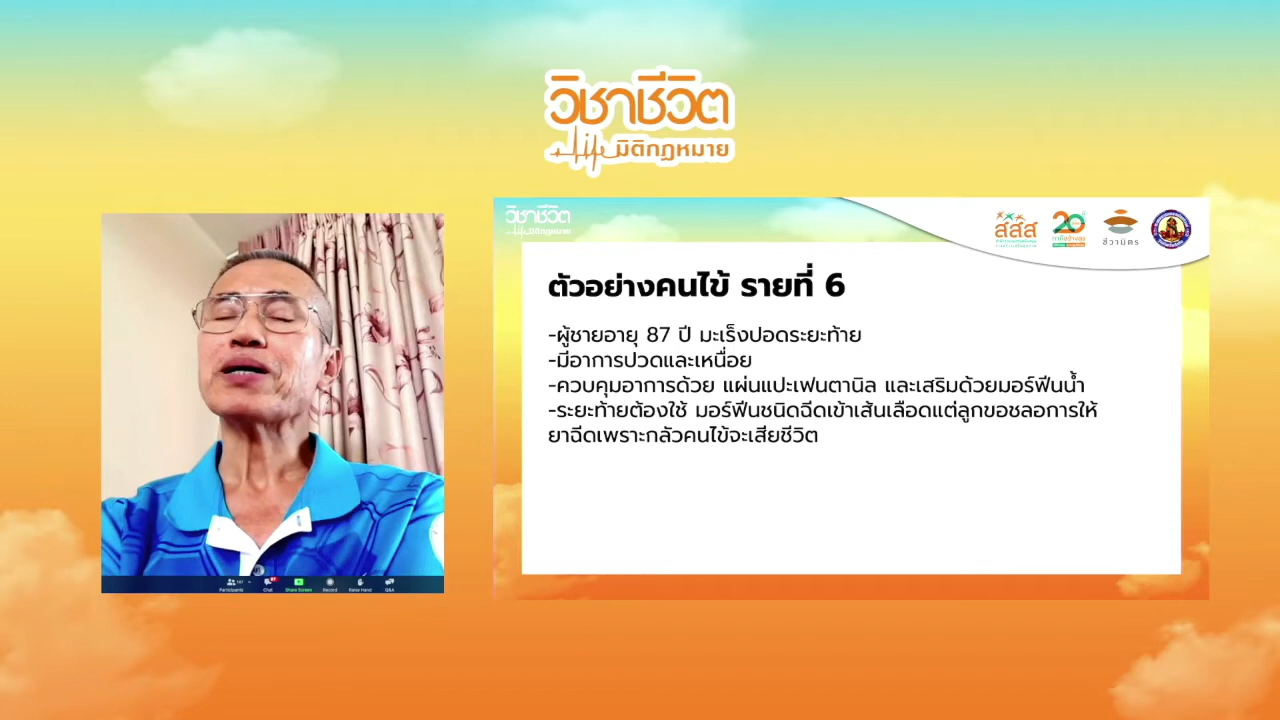 วิชาชีวิต
Life มิติกฎหมาย
วิชาชีวิต
Life มิติกฎหมาย
สสส
20
ชีวามิตร
ตัวอย่างคนไข้ รายที่ 6
-ผู้ชายอายุ 87 ปี มะเร็งปอดระยะท้าย
-มีอาการปวดและเหนื่อย
-ควบคุมอาการด้วย แผ่นแปะเฟนตานิล และเสริมด้วยมอร์ฟีนน้ำ
-ระยะท้ายต้องใช้ มอร์ฟีนชนิดฉีดเข้าเส้นเลือดแต่ลูกขอชลอการให้
ยาฉีดเพราะกลัวคนไข้จะเสียชีวิต
Participants Chat Share Screen Record Raise Hand Q&A